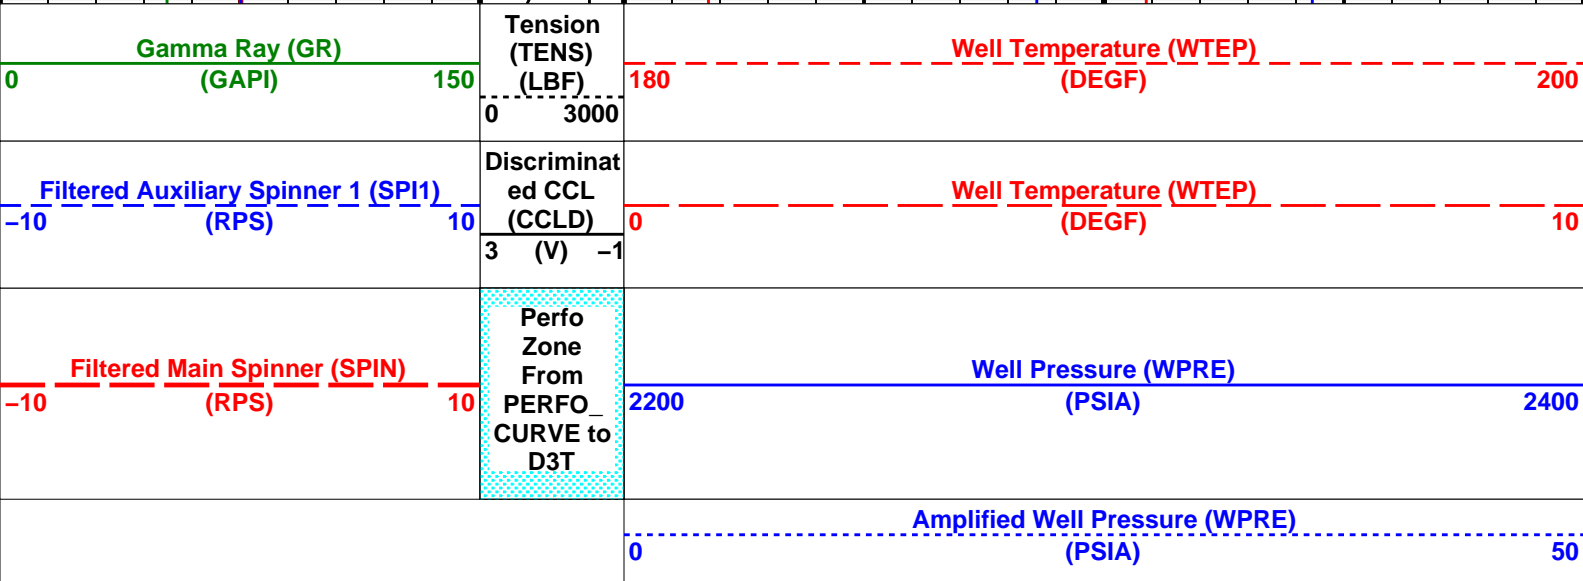 Gamma Ray (GR)
0 (GAPI) 150
Tension
(TENS)
(LBF)
0 3000
Well Temperature (WTEP)
180 (DEGF) 200
Filtered Auxiliary Spinner 1 (SPI1)
−10 (RPS) 10
Discriminat
ed CCL
(CCLD)
3 (V) −1
Well Temperature (WTEP)
0 (DEGF) 10
Filtered Main Spinner (SPIN)
−10 (RPS) 10
Perfo
Zone
From
PERFO_
CURVE to
D3T
Well Pressure (WPRE)
2200 (PSIA) 2400
Amplified Well Pressure (WPRE)
0 (PSIA) 50